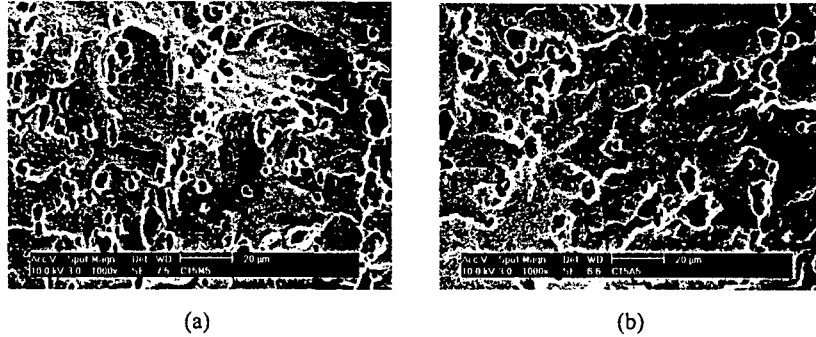 Acc.V Spot Magn Det WD 20 µm
10.0 kV 3.0 1000x SE 7.5 C15M5
Acc.V Spot Magn Det WD 20 µm
10.0 kV 3.0 1000x SE 6.6 C15A5
(a) (b)